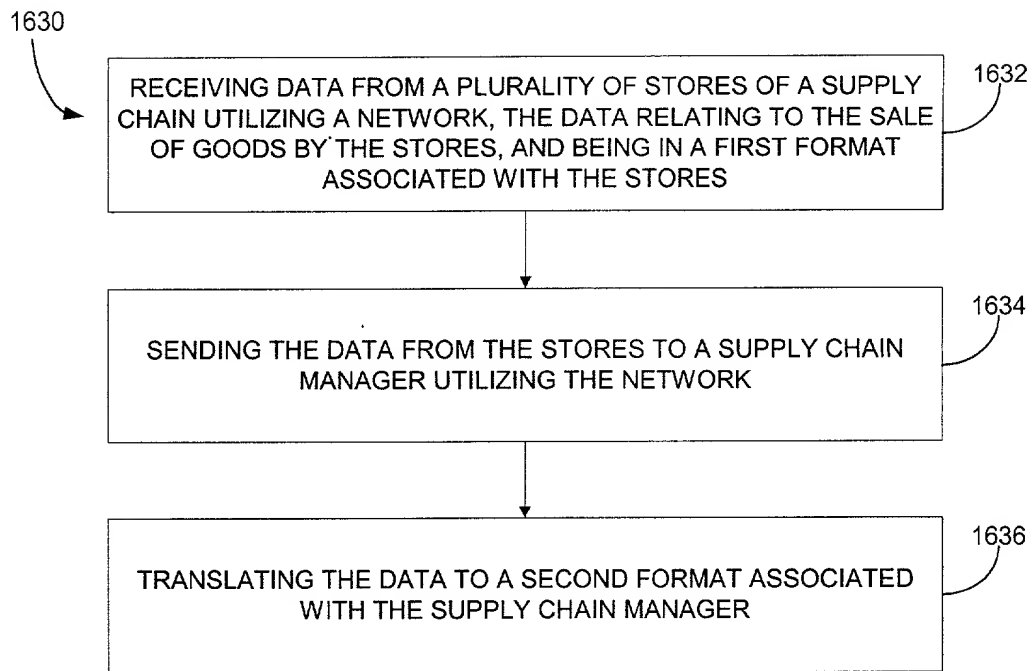 1630
RECEIVING DATA FROM A PLURALITY OF STORES OF A SUPPLY
CHAIN UTILIZING A NETWORK, THE DATA RELATING TO THE SALE
OF GOODS BY THE STORES, AND BEING IN A FIRST FORMAT
ASSOCIATED WITH THE STORES
1632
SENDING THE DATA FROM THE STORES TO A SUPPLY CHAIN
MANAGER UTILIZING THE NETWORK
1634
TRANSLATING THE DATA TO A SECOND FORMAT ASSOCIATED
WITH THE SUPPLY CHAIN MANAGER
1636